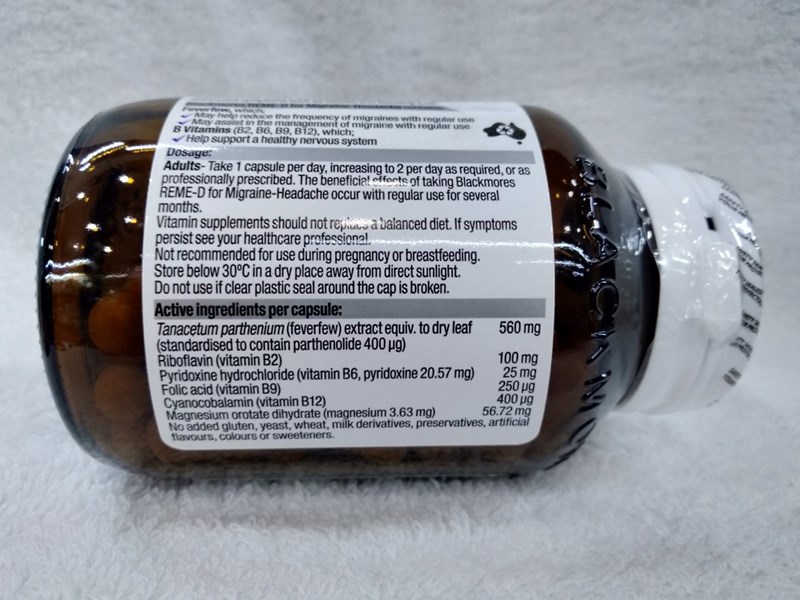 Blackmores REME-D for Migraine-Headache
Feverfew, which;
May help reduce the frequency of migraines with regular use
May assist in the management of migraine with regular use
B Vitamins (B2, B6, B9, B12), which;
Help support a healthy nervous system
Dosage:
Adults- Take 1 capsule per day, increasing to 2 per day as required, or as
professionally prescribed. The beneficial effects of taking Blackmores
REME-D for Migraine-Headache occur with regular use for several
months.
Vitamin supplements should not replace a balanced diet. If symptoms
persist see your healthcare professional.
Not recommended for use during pregnancy or breastfeeding.
Store below 30°C in a dry place away from direct sunlight.
Do not use if clear plastic seal around the cap is broken.
Active ingredients per capsule:
Tanacetum parthenium (feverfew) extract equiv. to dry leaf 560 mg
(standardised to contain parthenolide 400 µg)
Riboflavin (vitamin B2) 100 mg
Pyridoxine hydrochloride (vitamin B6, pyridoxine 20.57 mg) 25 mg
Folic acid (vitamin B9) 250 µg
Cyanocobalamin (vitamin B12) 400 µg
Magnesium orotate dihydrate (magnesium 3.63 mg) 56.72 mg
No added gluten, yeast, wheat, milk derivatives, preservatives, artificial
flavours, colours or sweeteners.
BLACKMOR